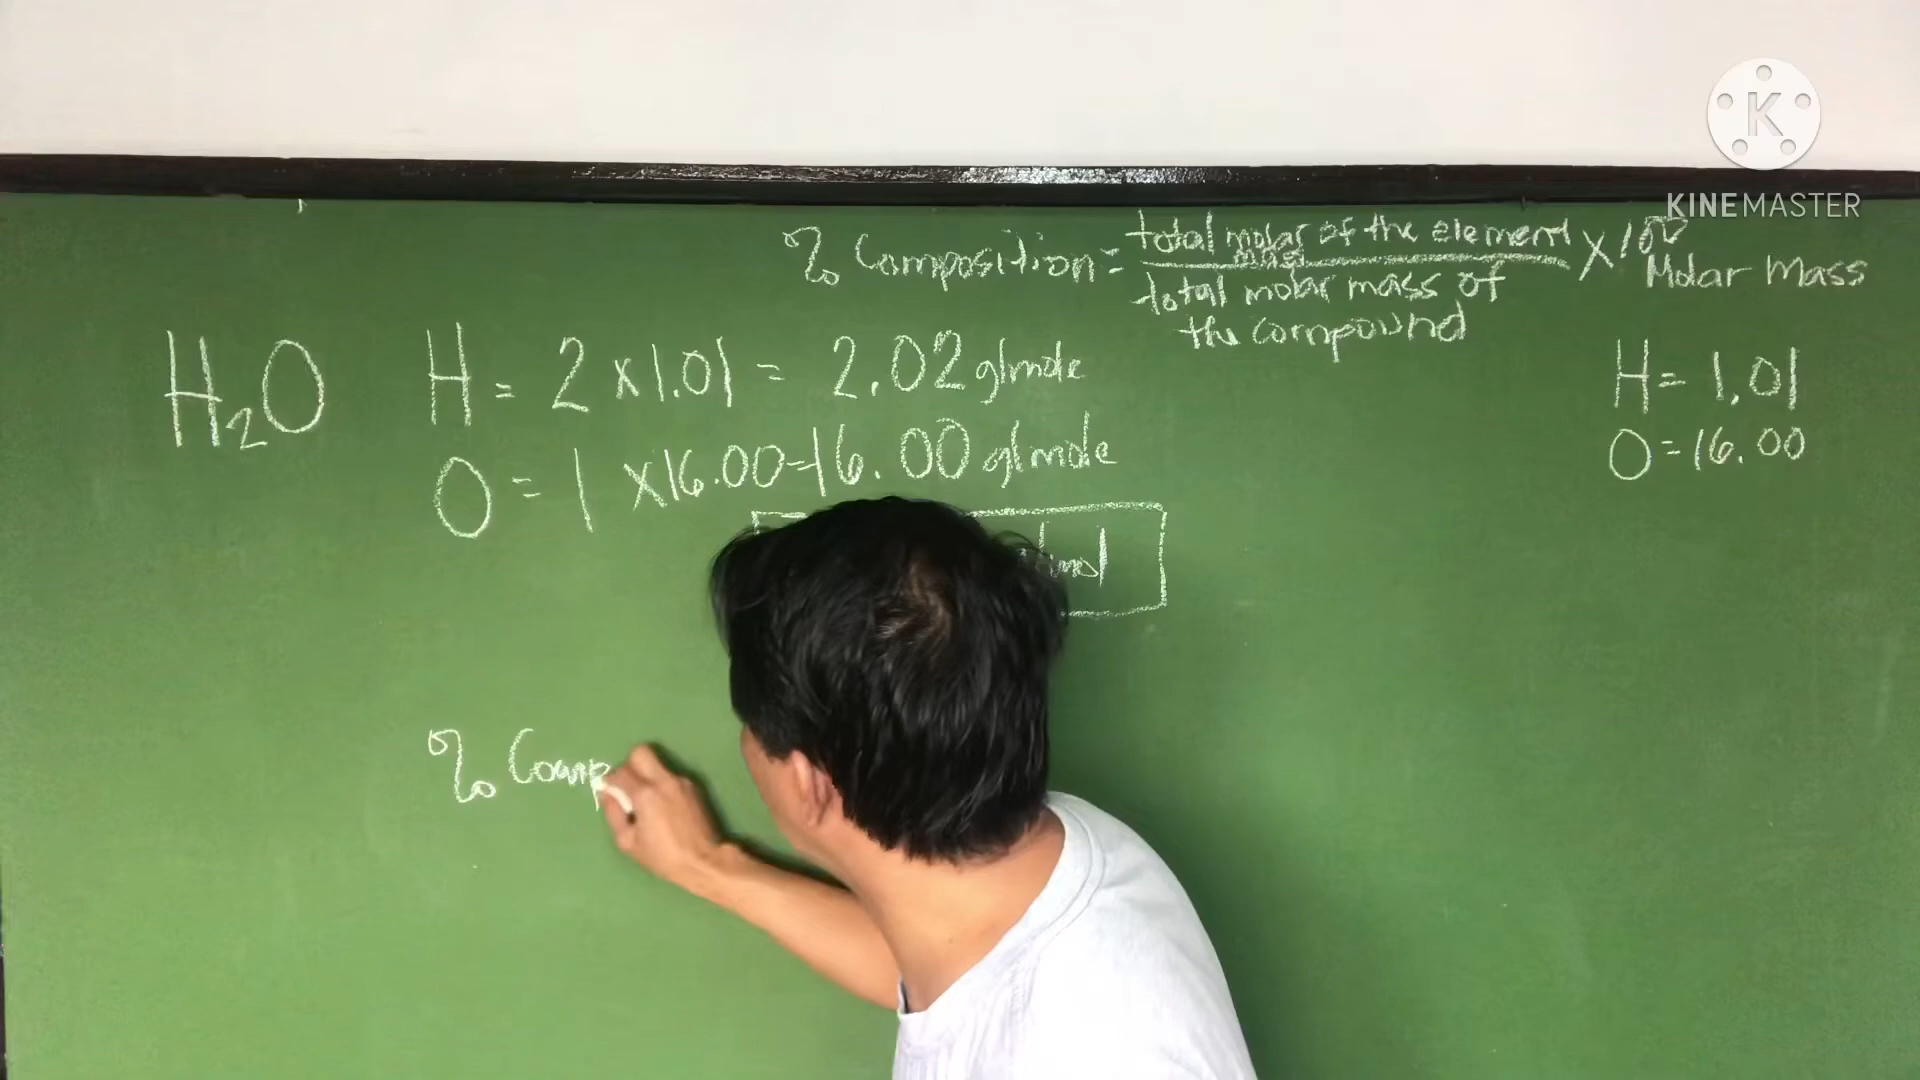 KINEMASTER
% Composition = total molar mass of the element × 100
total molar mass of
the compound
Molar Mass
H₂O H = 2 x 1.01 = 2.02 g/mole
O = 1 x 16.00 = 16.00 g/mole
H = 1.01
O = 16.00
% Comp